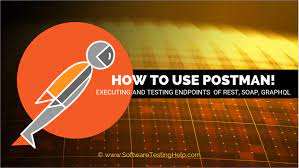 HOW TO USE POSTMAN!
EXECUTING AND TESTING ENDPOINTS OF REST, SOAP, GRAPHQL
© www.SoftwareTestingHelp.com